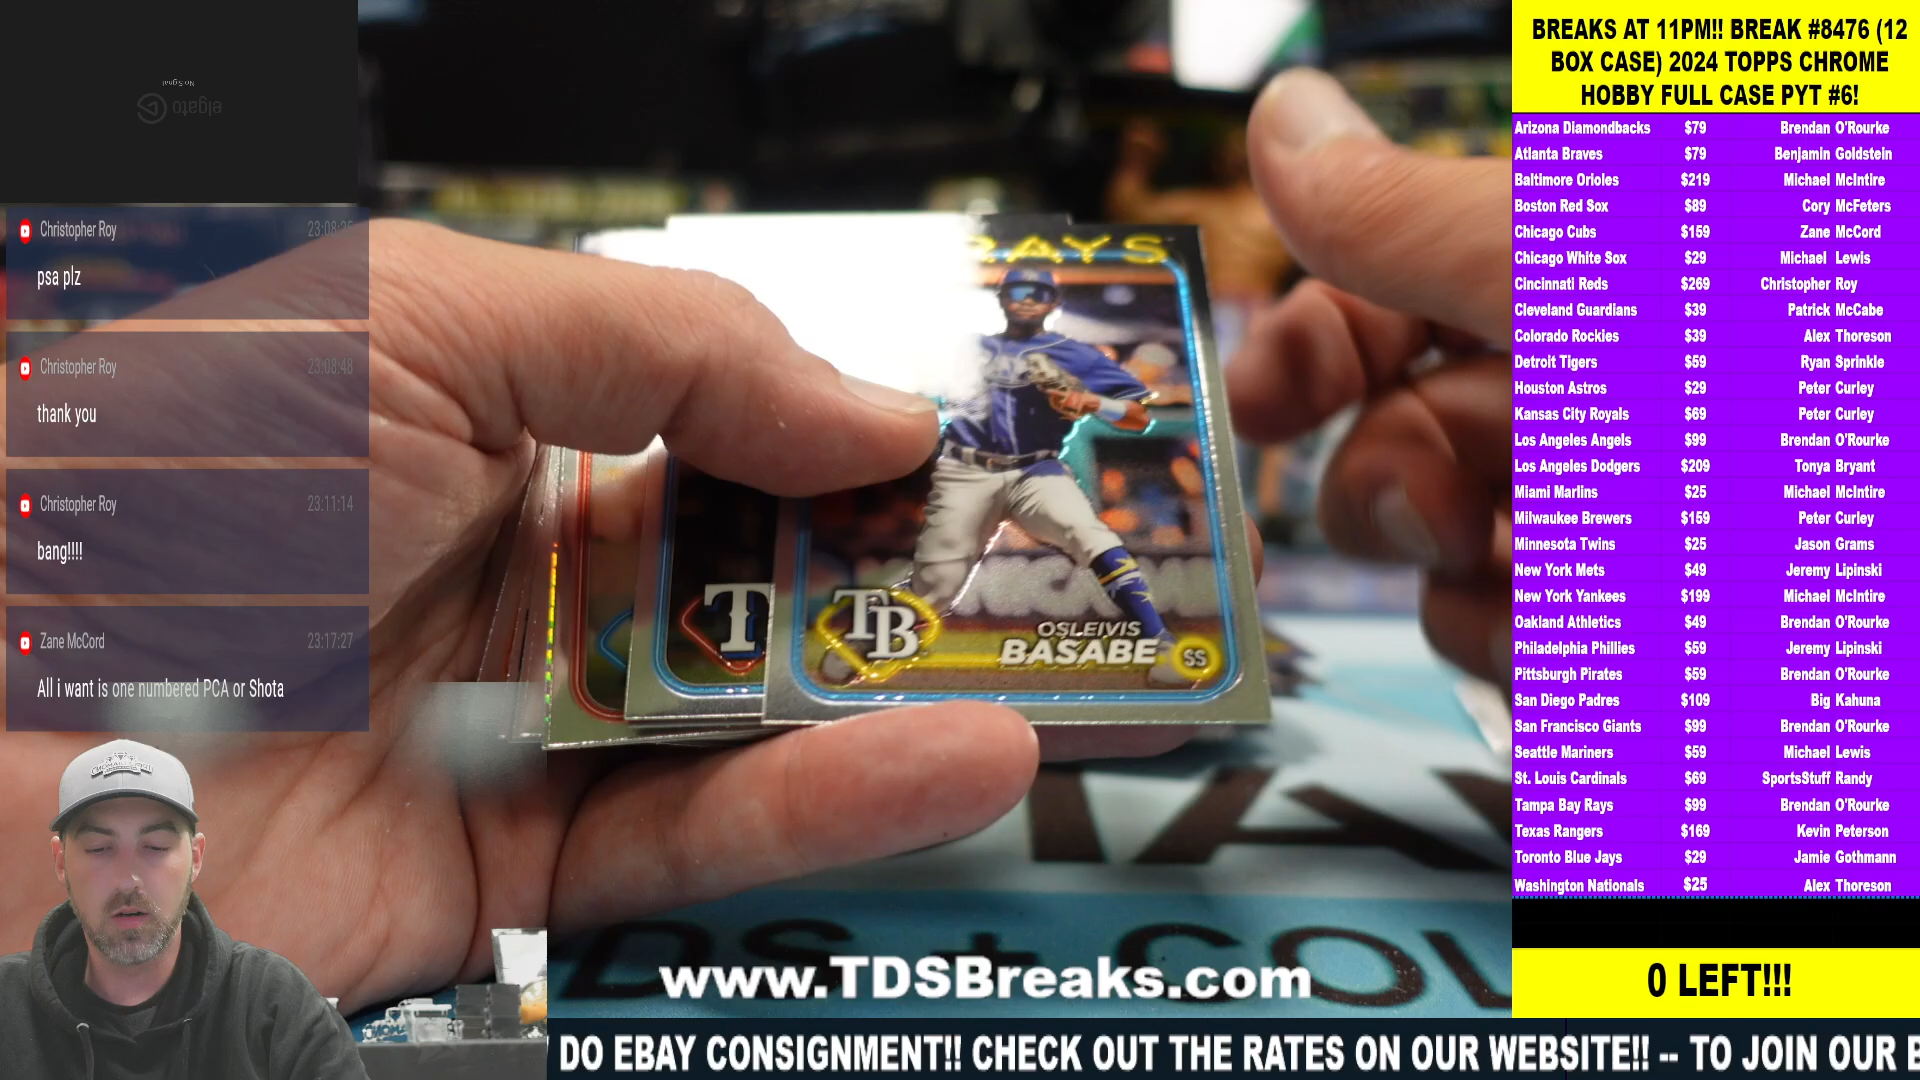 No Signal
elgato
Christopher Roy 23:08:25
psa plz
Christopher Roy 23:08:48
thank you
Christopher Roy 23:11:14
bang!!!!
Zane McCord 23:17:27
All i want is one numbered PCA or Shota
RAYS
T
TB
OSLEIVIS
BASABE
SS
DS + COL
www.TDSBreaks.com
DO EBAY CONSIGNMENT!! CHECK OUT THE RATES ON OUR WEBSITE!! -- TO JOIN OUR B
BREAKS AT 11PM!! BREAK #8476 (12
BOX CASE) 2024 TOPPS CHROME
HOBBY FULL CASE PYT #6!
Arizona Diamondbacks $79 Brendan O'Rourke
Atlanta Braves $79 Benjamin Goldstein
Baltimore Orioles $219 Michael McIntire
Boston Red Sox $89 Cory McFeters
Chicago Cubs $159 Zane McCord
Chicago White Sox $29 Michael Lewis
Cincinnati Reds $269 Christopher Roy
Cleveland Guardians $39 Patrick McCabe
Colorado Rockies $39 Alex Thoreson
Detroit Tigers $59 Ryan Sprinkle
Houston Astros $29 Peter Curley
Kansas City Royals $69 Peter Curley
Los Angeles Angels $99 Brendan O'Rourke
Los Angeles Dodgers $209 Tonya Bryant
Miami Marlins $25 Michael McIntire
Milwaukee Brewers $159 Peter Curley
Minnesota Twins $25 Jason Grams
New York Mets $49 Jeremy Lipinski
New York Yankees $199 Michael McIntire
Oakland Athletics $49 Brendan O'Rourke
Philadelphia Phillies $59 Jeremy Lipinski
Pittsburgh Pirates $59 Brendan O'Rourke
San Diego Padres $109 Big Kahuna
San Francisco Giants $99 Brendan O'Rourke
Seattle Mariners $59 Michael Lewis
St. Louis Cardinals $69 SportsStuff Randy
Tampa Bay Rays $99 Brendan O'Rourke
Texas Rangers $169 Kevin Peterson
Toronto Blue Jays $29 Jamie Gothmann
Washington Nationals $25 Alex Thoreson
0 LEFT!!!